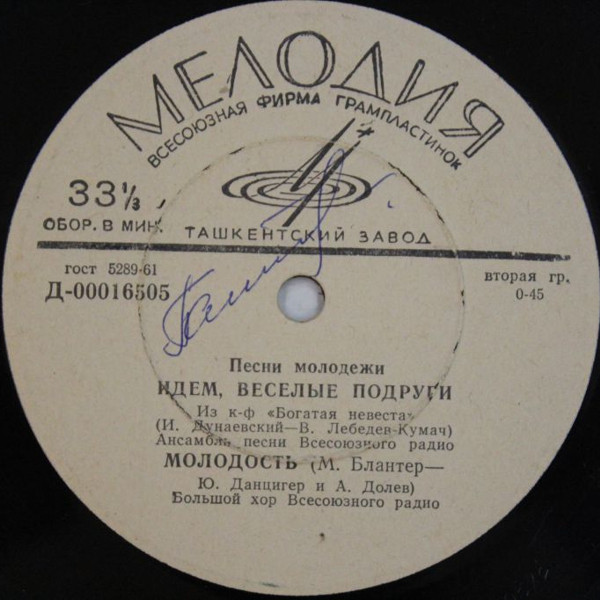 МЕЛОДИЯ
ВСЕСОЮЗНАЯ ФИРМА ГРАМПЛАСТИНОК
33⅓
ОБОР. В МИН.
ТАШКЕНТСКИЙ ЗАВОД
гост 5289-61
Д-00016505
вторая гр.
0-45
Песни молодежи
ИДЕМ, ВЕСЕЛЫЕ ПОДРУГИ
Из к-ф «Богатая невеста»
(И. Дунаевский—В. Лебедев-Кумач)
Ансамбль песни Всесоюзного радио
МОЛОДОСТЬ (М. Блантер—
Ю. Данцигер и А. Долев)
Большой хор Всесоюзного радио